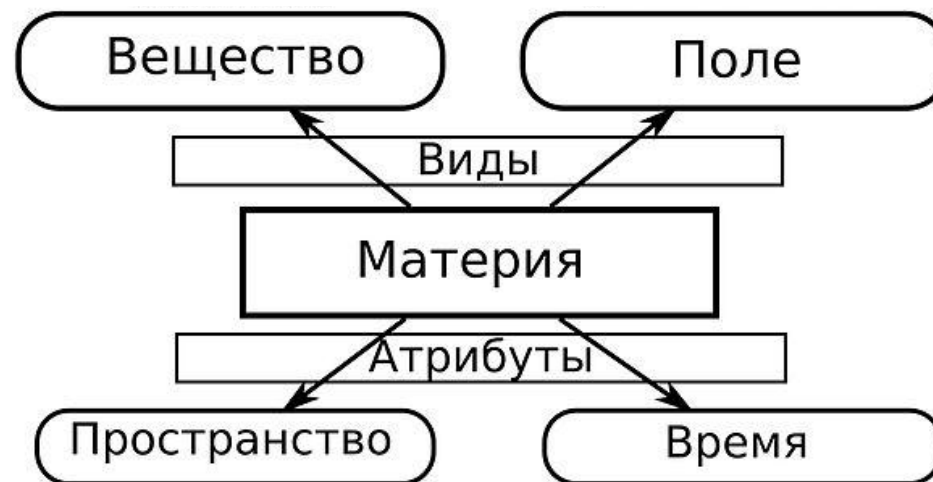 Вещество
Поле
Виды
Материя
Атрибуты
Пространство
Время